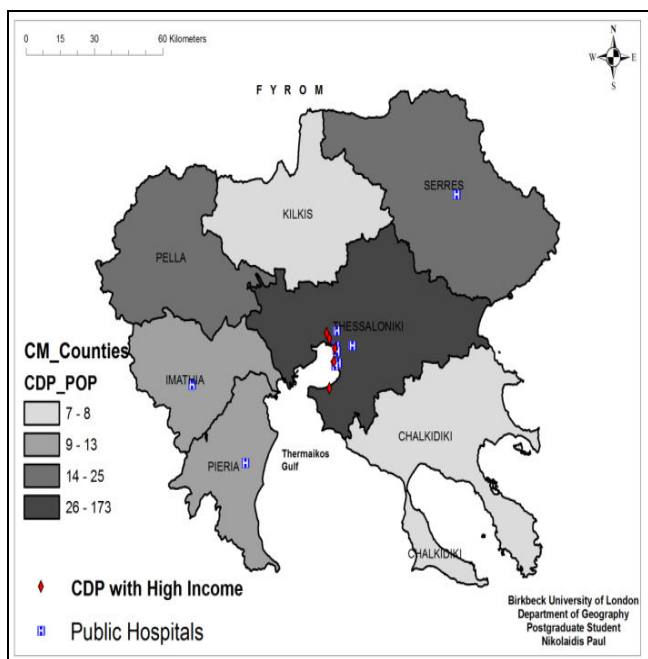 0 15 30 60 Kilometers
N
W E
S
F Y R O M
SERRES
H
KILKIS
PELLA
THESSALONIKI
H
H
H
H
CM_Counties
CDP_POP
IMATHIA
H
7 - 8
9 - 13
14 - 25
26 - 173
CHALKIDIKI
Thermaikos
Gulf
PIERIA
H
CHALKIDIKI
CDP with High Income
H Public Hospitals
Birkbeck University of London
Department of Geography
Postgraduate Student
Nikolaidis Paul